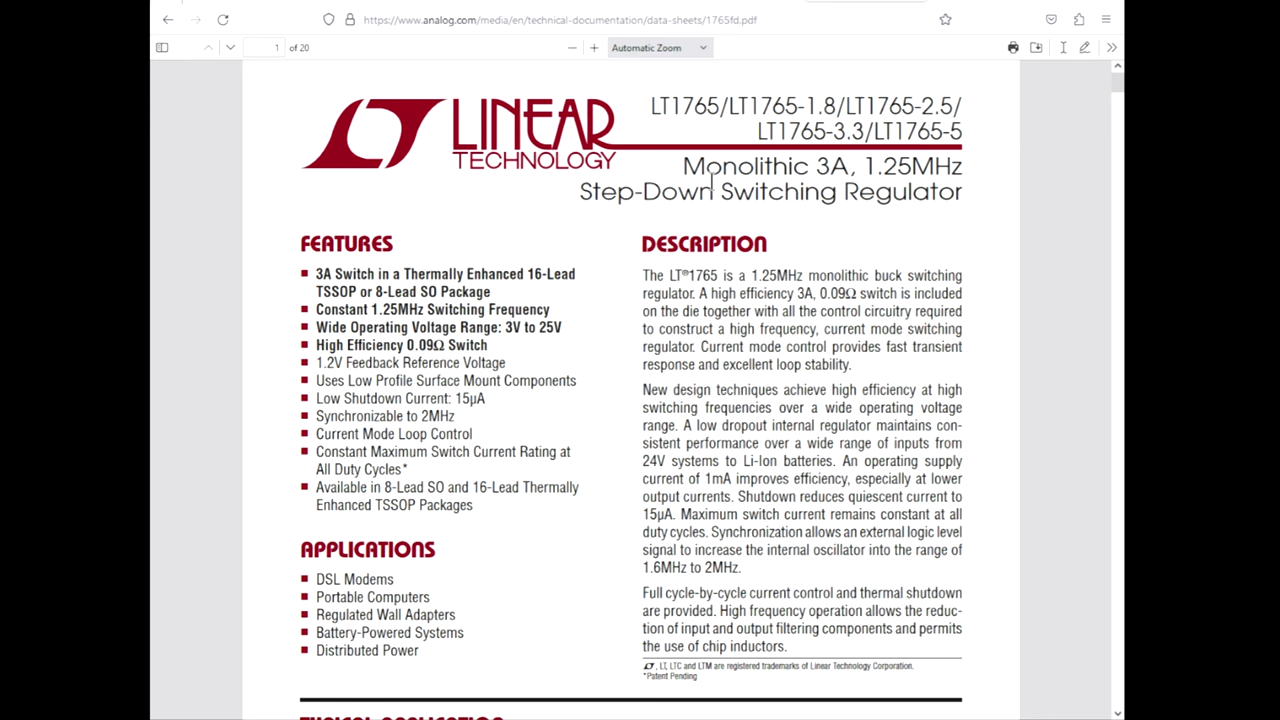 https://www.analog.com/media/en/technical-documentation/data-sheets/1765fd.pdf
1 of 20
Automatic Zoom
LINEAR
TECHNOLOGY
LT1765/LT1765-1.8/LT1765-2.5/
LT1765-3.3/LT1765-5
Monolithic 3A, 1.25MHz
Step-Down Switching Regulator
FEATURES
3A Switch in a Thermally Enhanced 16-Lead
TSSOP or 8-Lead SO Package
Constant 1.25MHz Switching Frequency
Wide Operating Voltage Range: 3V to 25V
High Efficiency 0.09Ω Switch
1.2V Feedback Reference Voltage
Uses Low Profile Surface Mount Components
Low Shutdown Current: 15µA
Synchronizable to 2MHz
Current Mode Loop Control
Constant Maximum Switch Current Rating at
All Duty Cycles*
Available in 8-Lead SO and 16-Lead Thermally
Enhanced TSSOP Packages
APPLICATIONS
DSL Modems
Portable Computers
Regulated Wall Adapters
Battery-Powered Systems
Distributed Power
DESCRIPTION
The LT®1765 is a 1.25MHz monolithic buck switching
regulator. A high efficiency 3A, 0.09Ω switch is included
on the die together with all the control circuitry required
to construct a high frequency, current mode switching
regulator. Current mode control provides fast transient
response and excellent loop stability.
New design techniques achieve high efficiency at high
switching frequencies over a wide operating voltage
range. A low dropout internal regulator maintains con-
sistent performance over a wide range of inputs from
24V systems to Li-Ion batteries. An operating supply
current of 1mA improves efficiency, especially at lower
output currents. Shutdown reduces quiescent current to
15µA. Maximum switch current remains constant at all
duty cycles. Synchronization allows an external logic level
signal to increase the internal oscillator into the range of
1.6MHz to 2MHz.
Full cycle-by-cycle current control and thermal shutdown
are provided. High frequency operation allows the reduc-
tion of input and output filtering components and permits
the use of chip inductors.
, LT, LTC and LTM are registered trademarks of Linear Technology Corporation.
*Patent Pending
TYPICAL APPLICATION